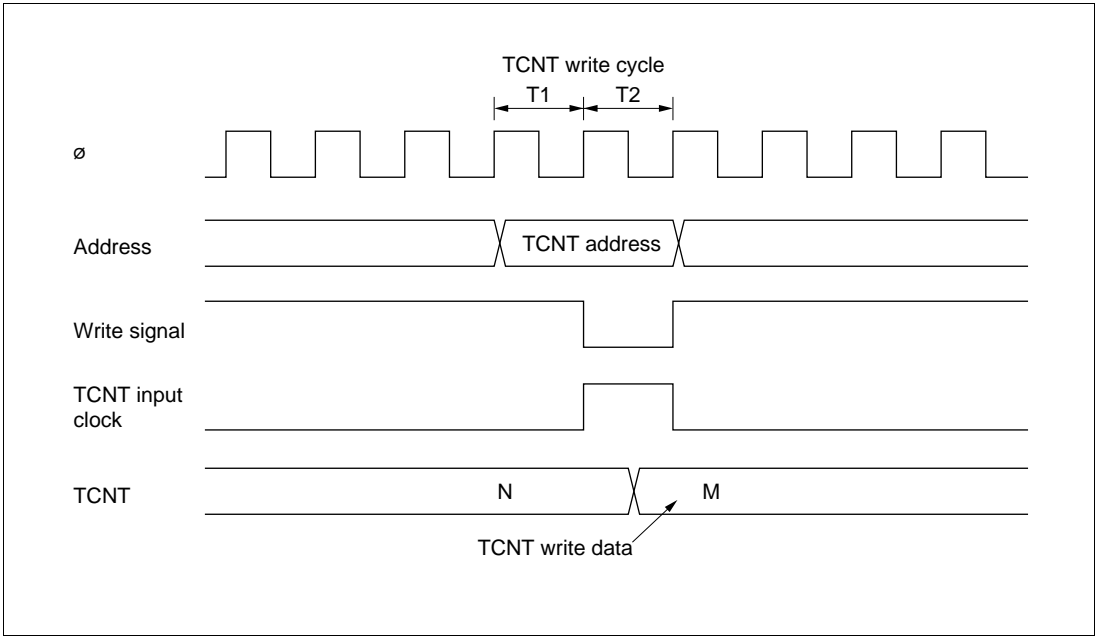 TCNT write cycle
T1 T2
ø
Address
TCNT address
Write signal
TCNT input
clock
TCNT
N
M
TCNT write data